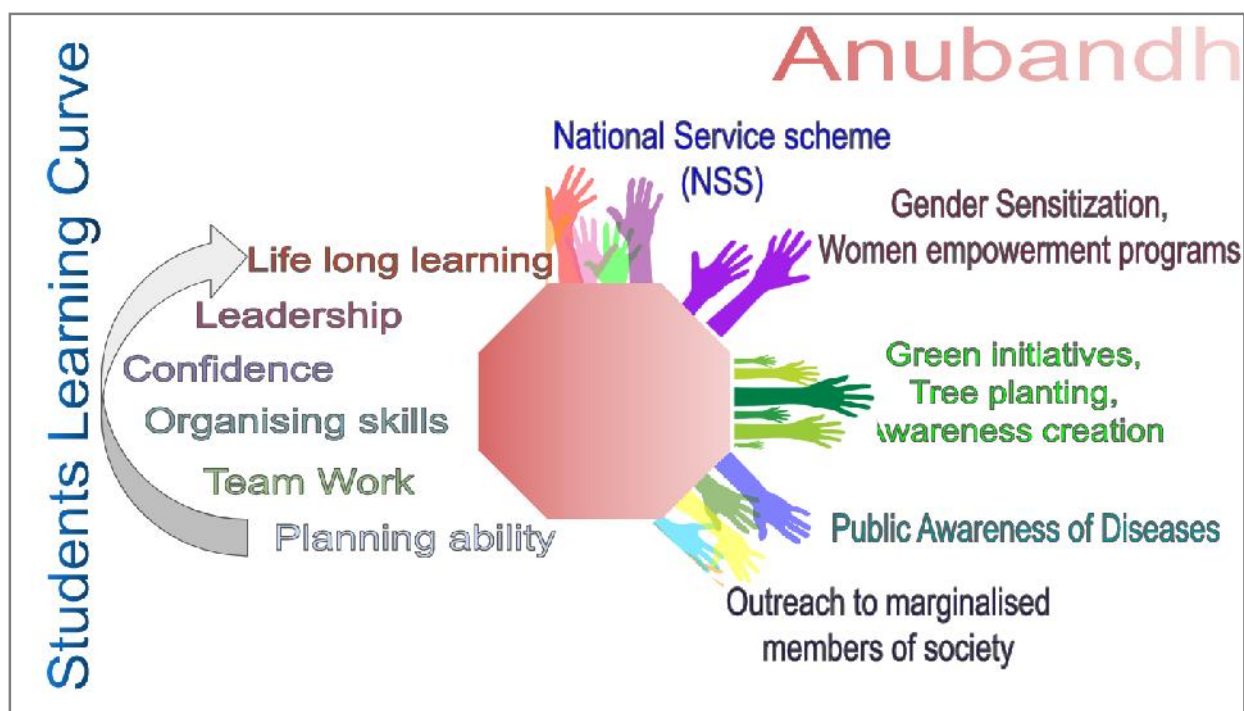 Anubandh
Students Learning Curve
National Service scheme
(NSS)
Gender Sensitization,
Women empowerment programs
Life long learning
Leadership
Confidence
Organising skills
Team Work
Planning ability
Green initiatives,
Tree planting,
Awareness creation
Public Awareness of Diseases
Outreach to marginalised
members of society